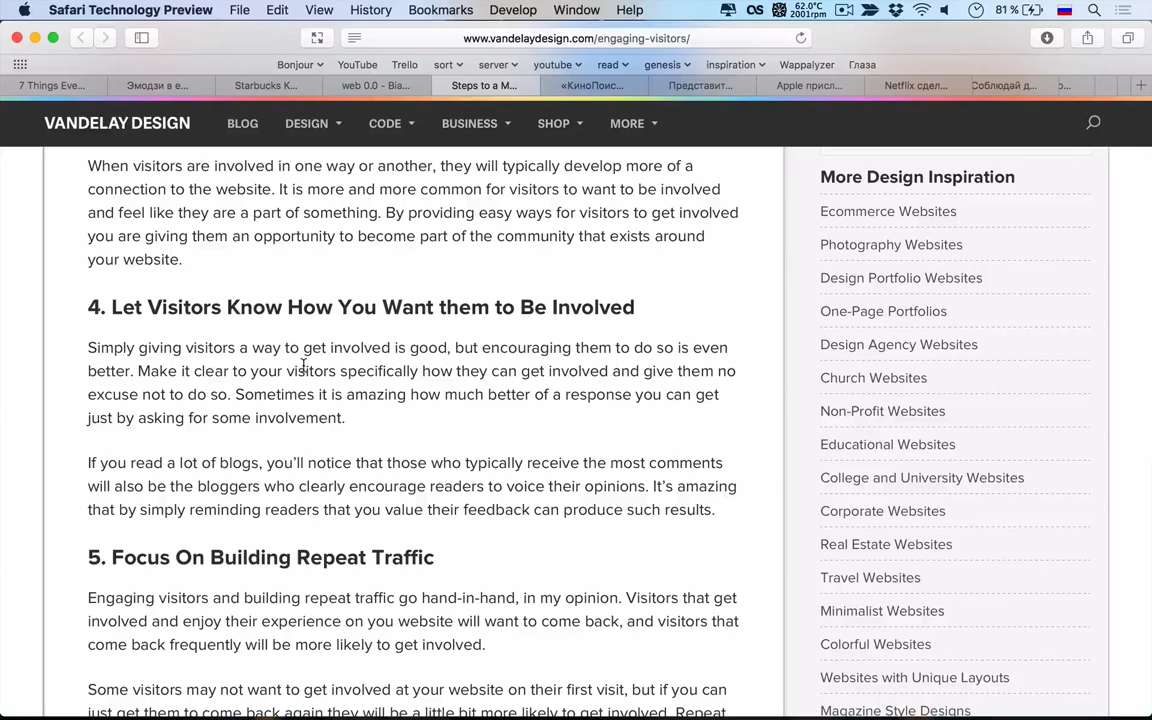 Safari Technology Preview File Edit View History Bookmarks Develop Window Help 62.0°C 2001rpm 81 %
www.vandelaydesign.com/engaging-visitors/
Bonjour YouTube Trello sort server youtube read genesis inspiration Wappalyzer Глаза
7 Things Eve... Эмодзи в е... Starbucks K... web 0.0 - Bia... Steps to a M... «КиноПоис... Представит... Apple присл... Netflix сдел... Соблюдай д...
VANDELAY DESIGN BLOG DESIGN CODE BUSINESS SHOP MORE
When visitors are involved in one way or another, they will typically develop more of a
connection to the website. It is more and more common for visitors to want to be involved
and feel like they are a part of something. By providing easy ways for visitors to get involved
you are giving them an opportunity to become part of the community that exists around
your website.
4. Let Visitors Know How You Want them to Be Involved
Simply giving visitors a way to get involved is good, but encouraging them to do so is even
better. Make it clear to your visitors specifically how they can get involved and give them no
excuse not to do so. Sometimes it is amazing how much better of a response you can get
just by asking for some involvement.
If you read a lot of blogs, you’ll notice that those who typically receive the most comments
will also be the bloggers who clearly encourage readers to voice their opinions. It’s amazing
that by simply reminding readers that you value their feedback can produce such results.
5. Focus On Building Repeat Traffic
Engaging visitors and building repeat traffic go hand-in-hand, in my opinion. Visitors that get
involved and enjoy their experience on you website will want to come back, and visitors that
come back frequently will be more likely to get involved.
Some visitors may not want to get involved at your website on their first visit, but if you can
just get them to come back again they will be a little bit more likely to get involved. Repeat
More Design Inspiration
Ecommerce Websites
Photography Websites
Design Portfolio Websites
One-Page Portfolios
Design Agency Websites
Church Websites
Non-Profit Websites
Educational Websites
College and University Websites
Corporate Websites
Real Estate Websites
Travel Websites
Minimalist Websites
Colorful Websites
Websites with Unique Layouts
Magazine Style Designs